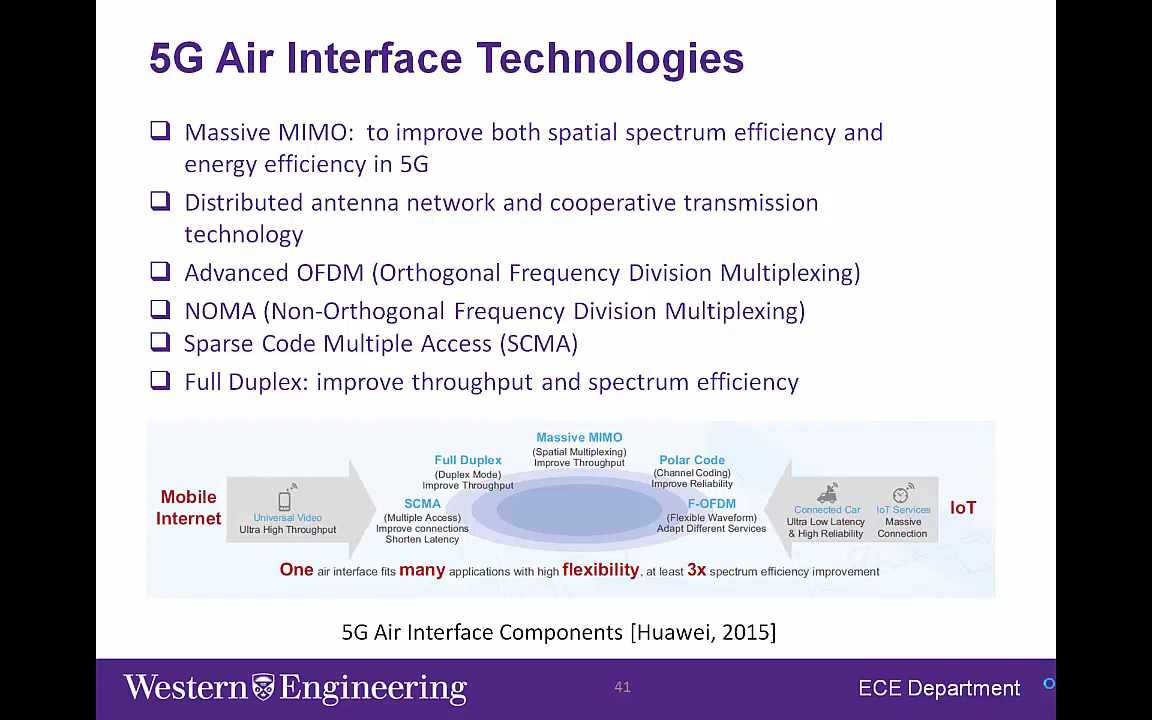 5G Air Interface Technologies
Massive MIMO: to improve both spatial spectrum efficiency and
energy efficiency in 5G
Distributed antenna network and cooperative transmission
technology
Advanced OFDM (Orthogonal Frequency Division Multiplexing)
NOMA (Non-Orthogonal Frequency Division Multiplexing)
Sparse Code Multiple Access (SCMA)
Full Duplex: improve throughput and spectrum efficiency
Mobile
Internet
Universal Video
Ultra High Throughput
SCMA
(Multiple Access)
Improve connections
Shorten Latency
Full Duplex
(Duplex Mode)
Improve Throughput
Massive MIMO
(Spatial Multiplexing)
Improve Throughput
Polar Code
(Channel Coding)
Improve Reliability
F-OFDM
(Flexible Waveform)
Adapt Different Services
Connected Car
Ultra Low Latency
& High Reliability
IoT Services
Massive
Connection
IoT
One air interface fits many applications with high flexibility, at least 3x spectrum efficiency improvement
5G Air Interface Components [Huawei, 2015]
Western Engineering
41
ECE Department